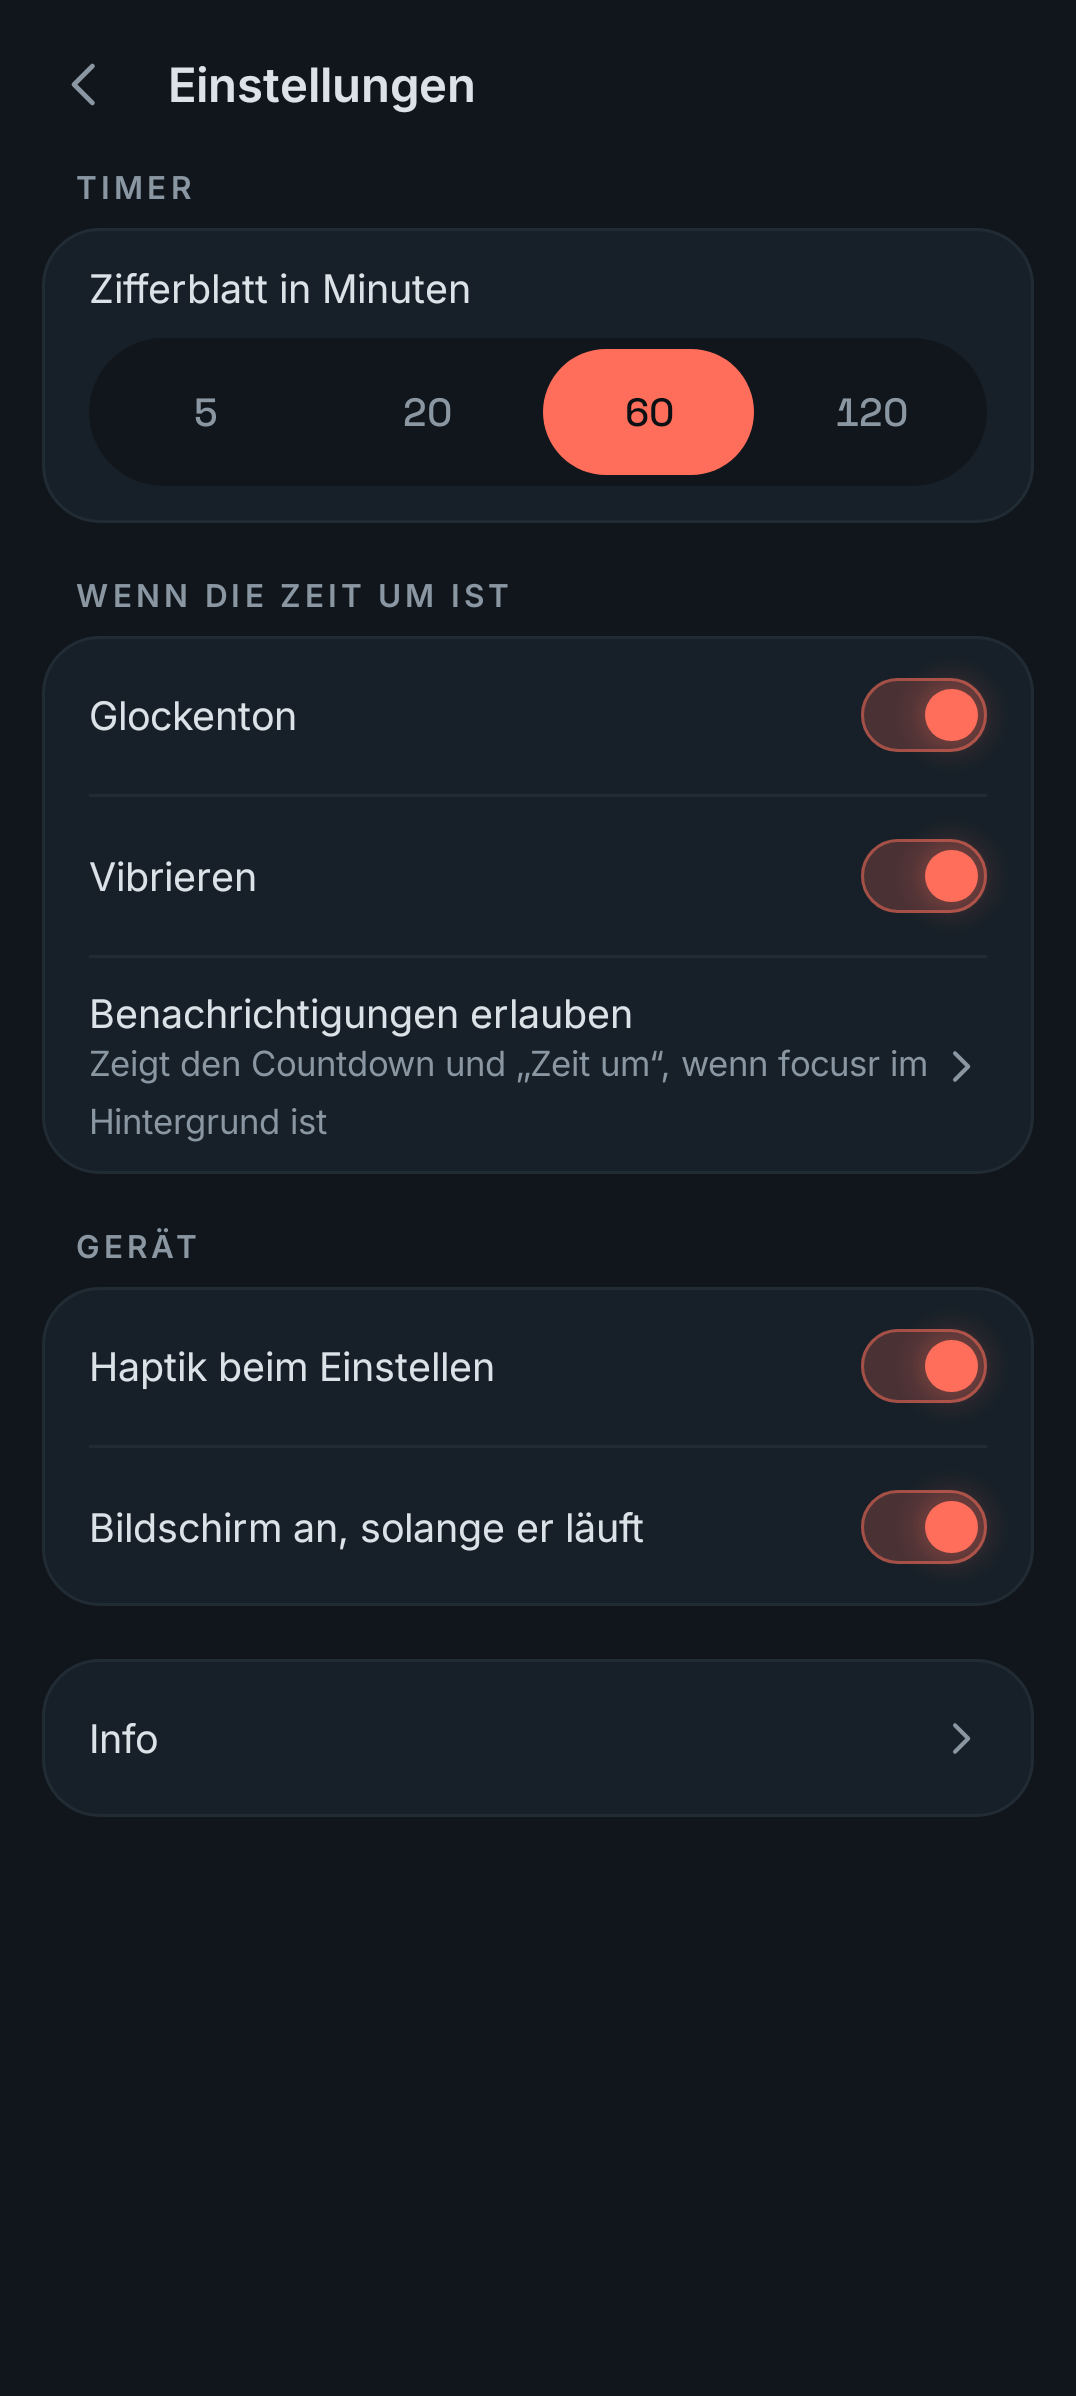 Einstellungen
TIMER
Zifferblatt in Minuten
5 20 60 120
WENN DIE ZEIT UM IST
Glockenton
Vibrieren
Benachrichtigungen erlauben
Zeigt den Countdown und „Zeit um“, wenn focusr im
Hintergrund ist
GERÄT
Haptik beim Einstellen
Bildschirm an, solange er läuft
Info